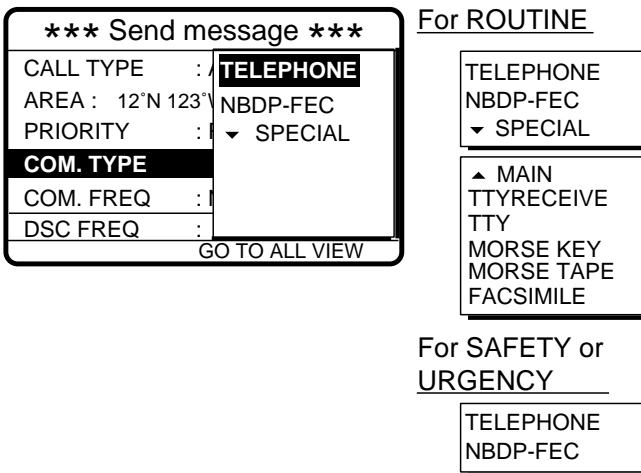 *** Send message ***
CALL TYPE :
TELEPHONE
AREA : 12°N 123°
NBDP-FEC
PRIORITY :
▼ SPECIAL
COM. TYPE
COM. FREQ :
DSC FREQ :
GO TO ALL VIEW
For ROUTINE
TELEPHONE
NBDP-FEC
▼ SPECIAL
▲ MAIN
TTYRECEIVE
TTY
MORSE KEY
MORSE TAPE
FACSIMILE
For SAFETY or
URGENCY
TELEPHONE
NBDP-FEC